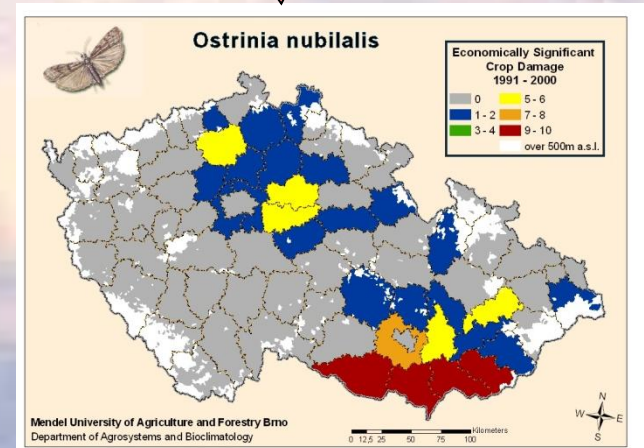 Ostrinia nubilalis
Economically Significant
Crop Damage
1991 - 2000
0
5 - 6
1 - 2
7 - 8
3 - 4
9 - 10
over 500m a.s.l.
Mendel University of Agriculture and Forestry Brno
Department of Agrosystems and Bioclimatology
Kilometers
0 12,5 25 50 75 100
N
W E
S